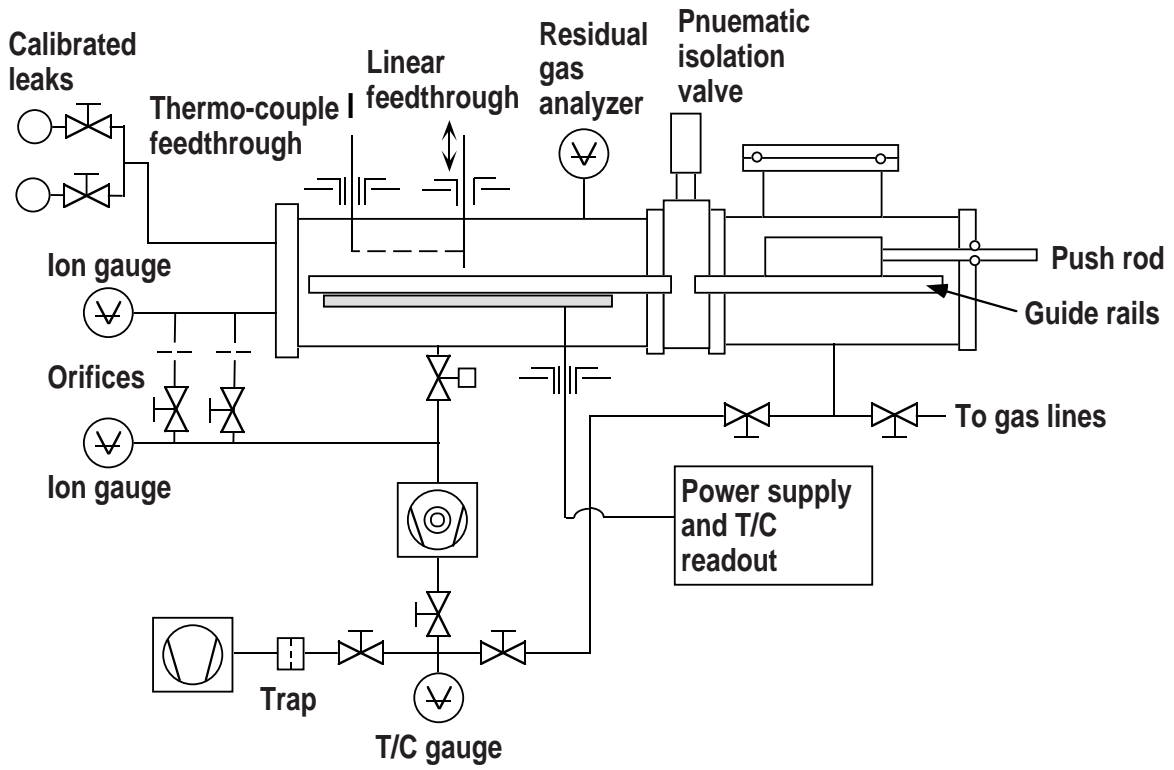 Calibrated
leaks
Thermo-couple
feedthrough
Linear
feedthrough
Residual
gas
analyzer
Pnuematic
isolation
valve
Ion gauge
Push rod
Guide rails
Orifices
Ion gauge
To gas lines
Power supply
and T/C
readout
Trap
T/C gauge